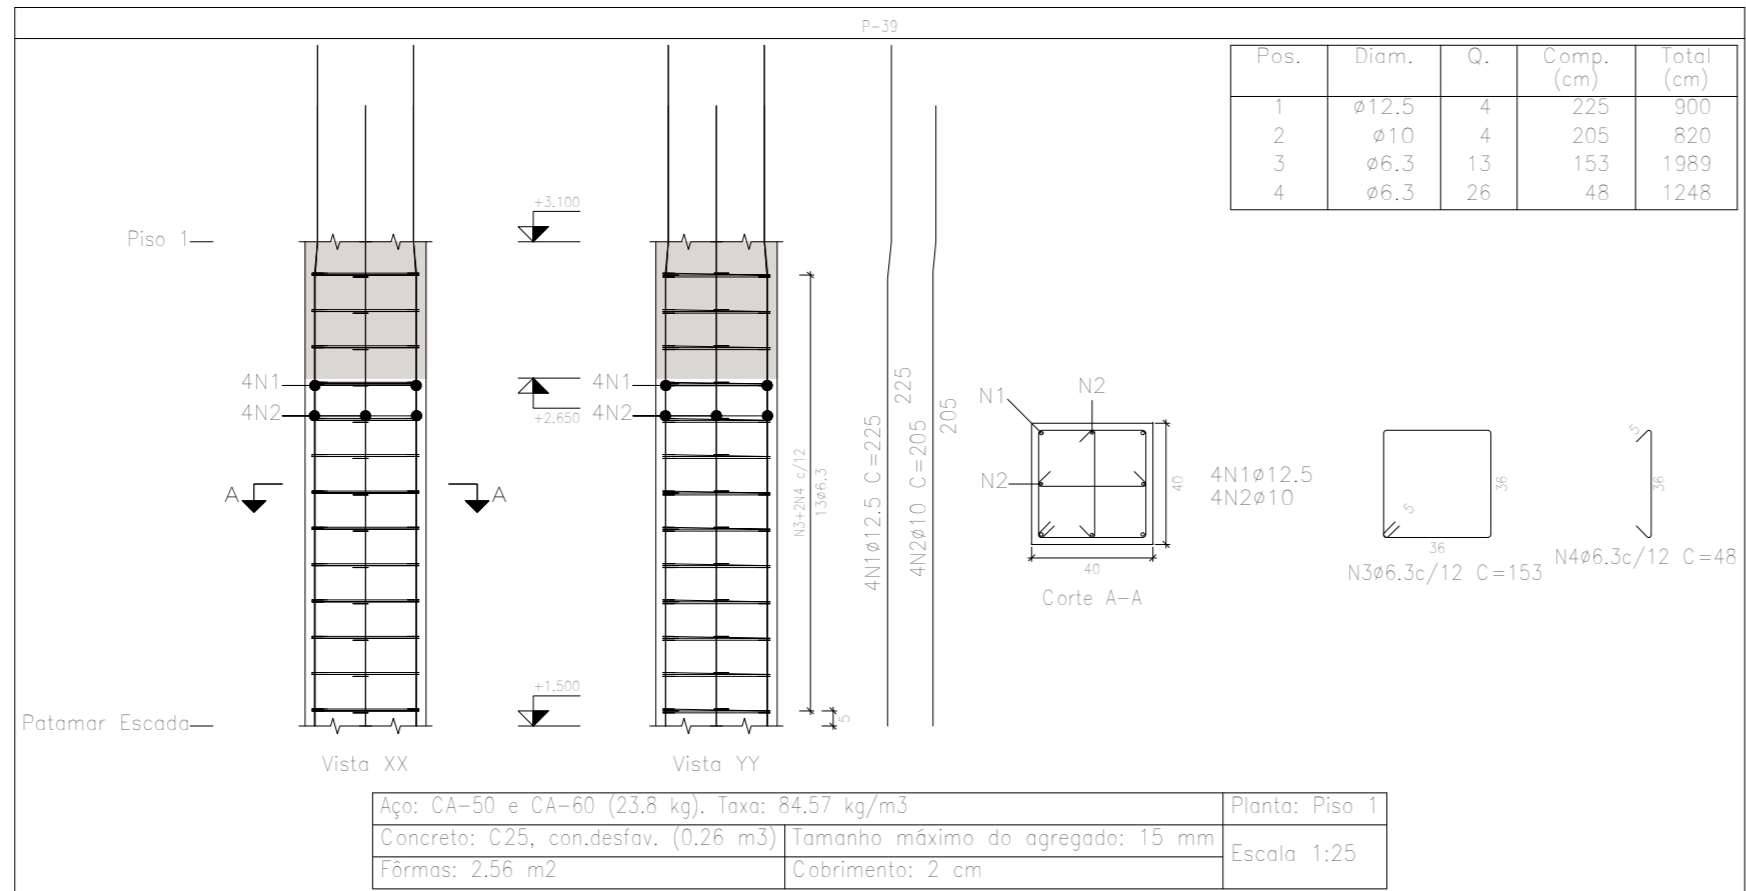 P-39
Pos. Diam. Q. Comp. (cm) Total (cm)
1 ø12.5 4 225 900
2 ø10 4 205 820
3 ø6.3 13 153 1989
4 ø6.3 26 48 1248
+3.100
Piso 1
4N1
4N2
4N1
4N2
+2.650
A
A
N3+2N4 c/12
13ø6.3
4N1ø12.5 C=225
225
4N2ø10 C=205
205
N1
N2
N2
40
40
4N1ø12.5
4N2ø10
Corte A-A
5
36
36
N3ø6.3c/12 C=153
5
36
N4ø6.3c/12 C=48
+1.500
5
Patamar Escada
Vista XX
Vista YY
Aço: CA-50 e CA-60 (23.8 kg). Taxa: 84.57 kg/m3
Planta: Piso 1
Concreto: C25, con.desfav. (0.26 m3)
Tamanho máximo do agregado: 15 mm
Escala 1:25
Fôrmas: 2.56 m2
Cobrimento: 2 cm